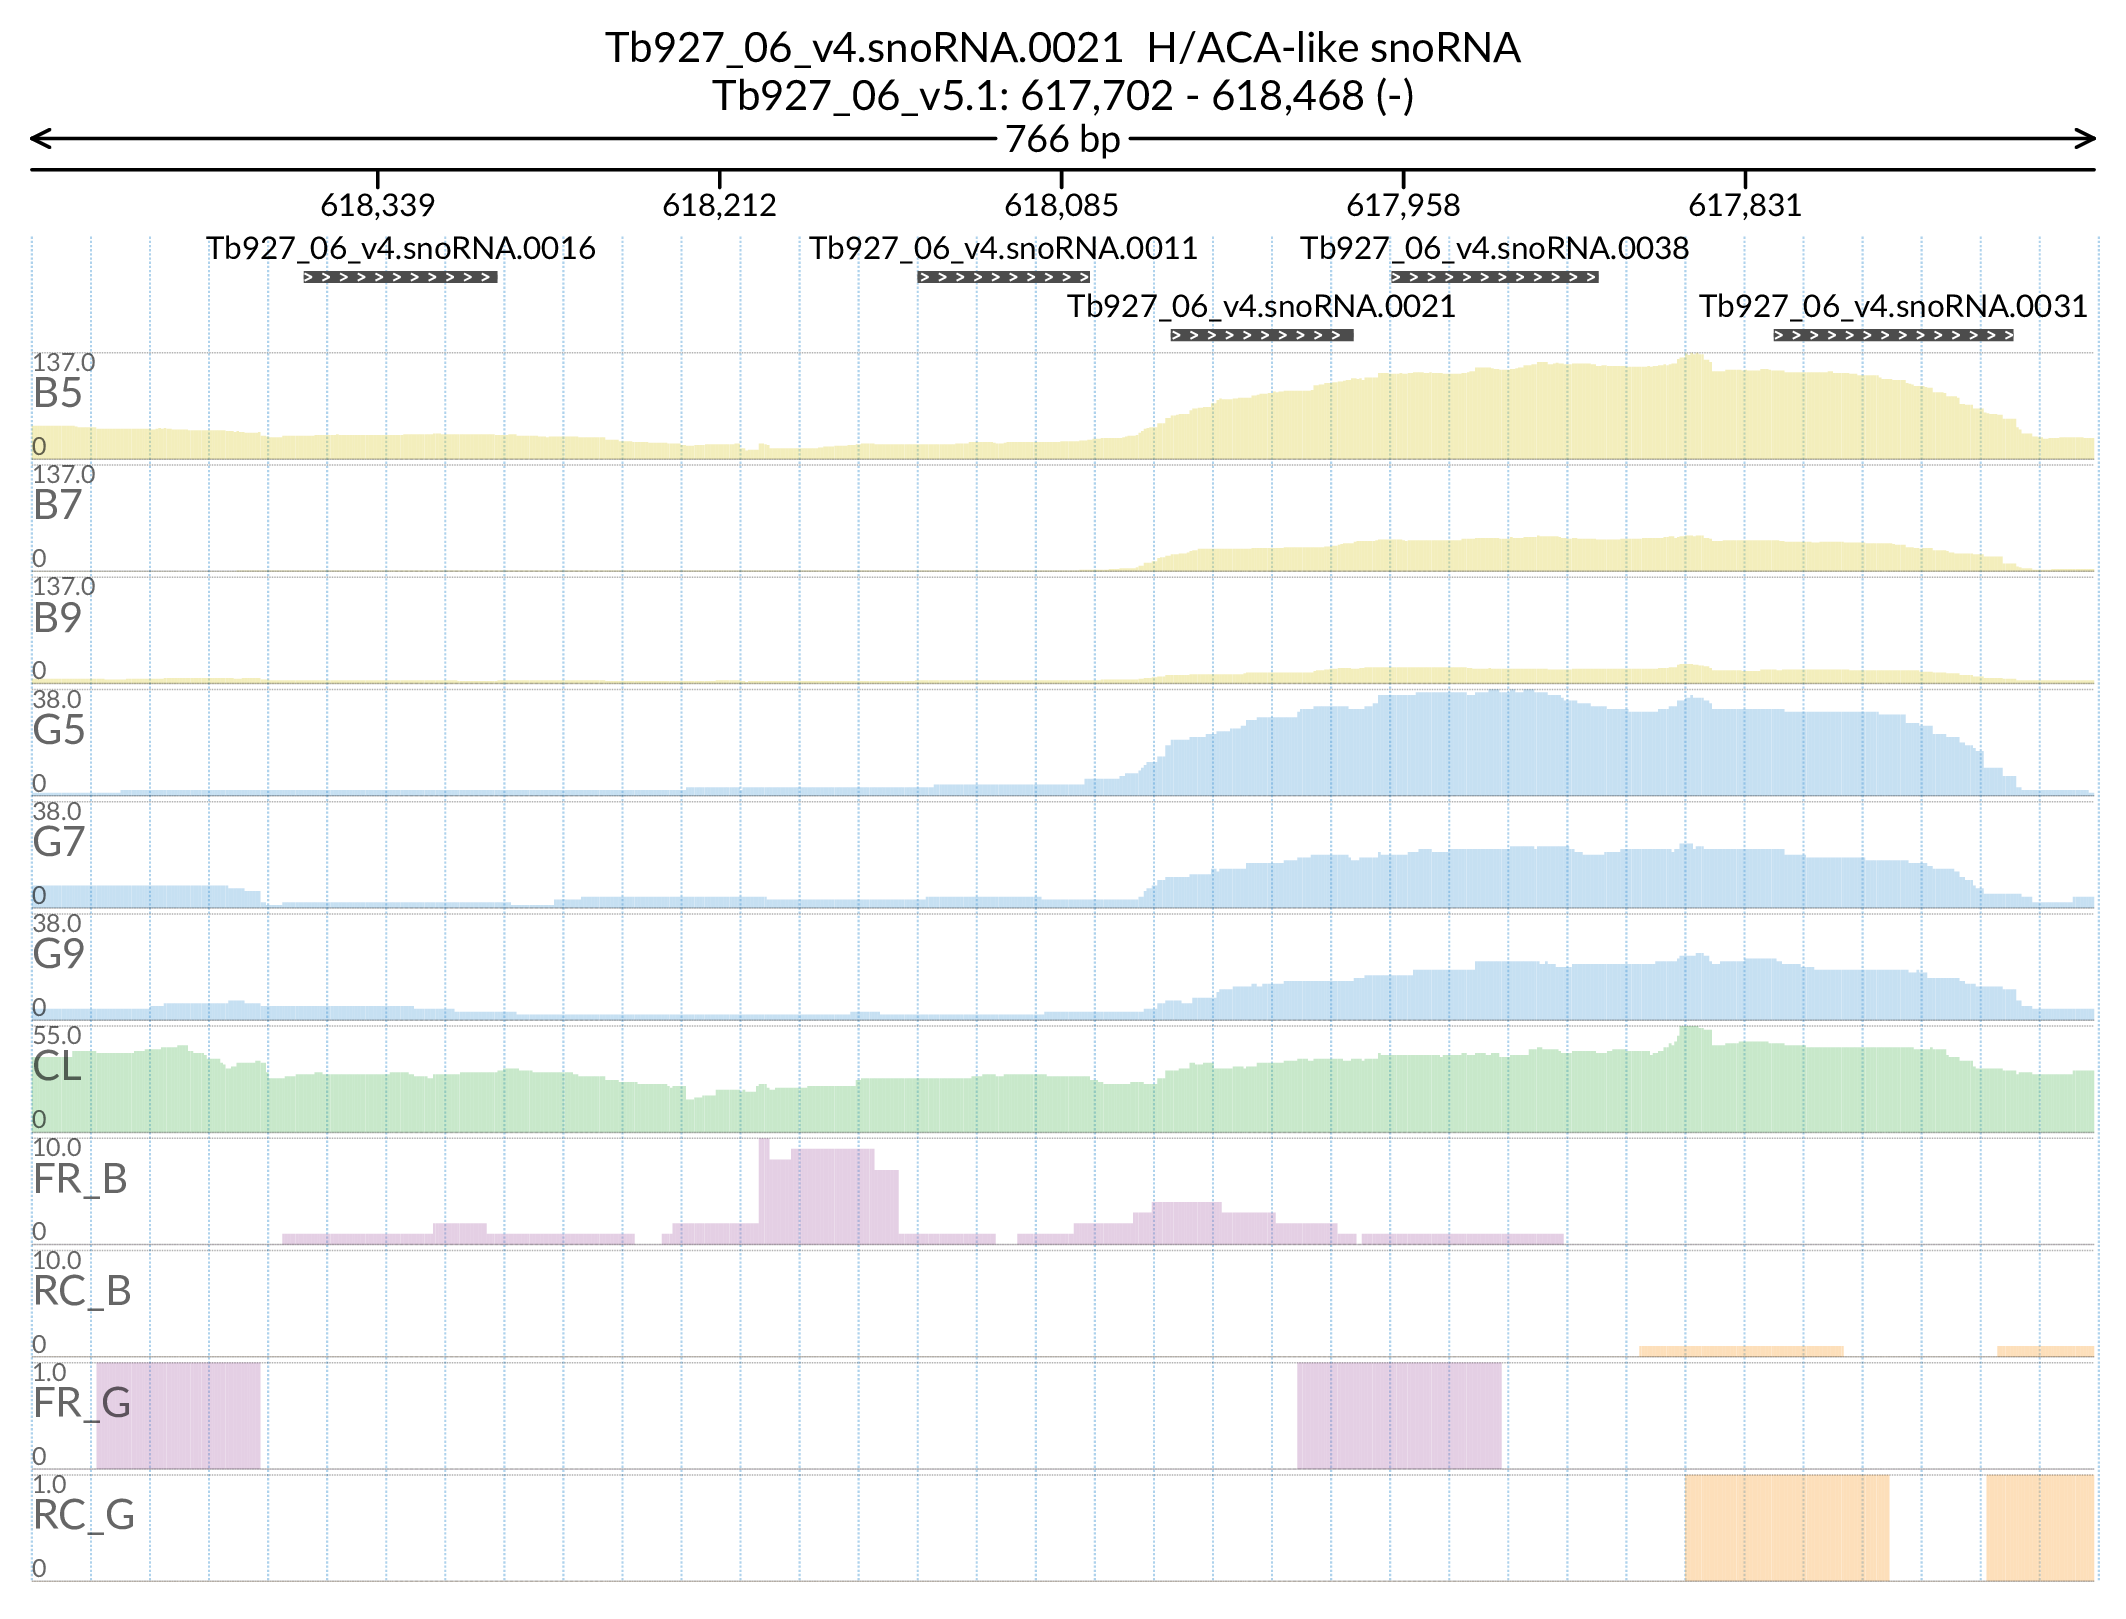 Tb927_06_v4.snoRNA.0021  H/ACA-like snoRNA
Tb927_06_v5.1: 617,702 - 618,468 (-)
766 bp
618,339 618,212 618,085 617,958 617,831
Tb927_06_v4.snoRNA.0016 Tb927_06_v4.snoRNA.0011 Tb927_06_v4.snoRNA.0038
Tb927_06_v4.snoRNA.0021 Tb927_06_v4.snoRNA.0031
137.0
B5
0
137.0
B7
0
137.0
B9
0
38.0
G5
0
38.0
G7
0
38.0
G9
0
55.0
CL
0
10.0
FR_B
0
10.0
RC_B
0
1.0
FR_G
0
1.0
RC_G
0